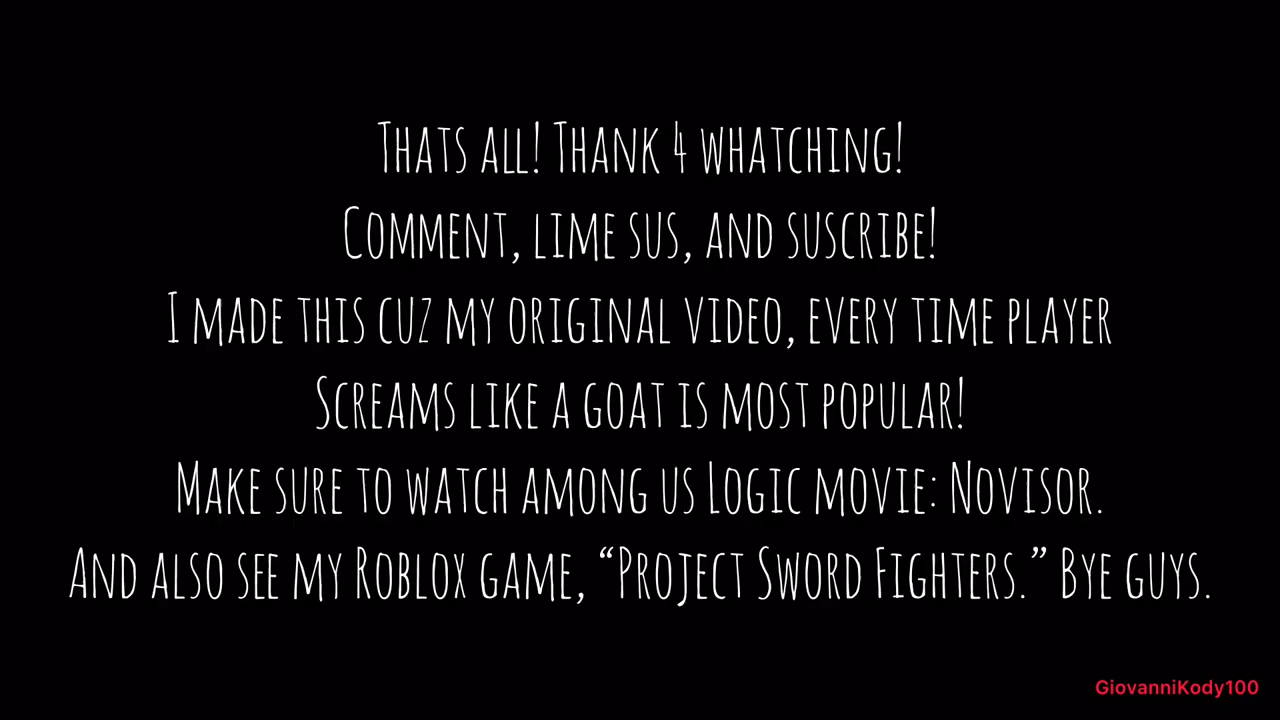 Thats all! Thank 4 whatching!
Comment, lime sus, and suscribe!
I made this cuz my original video, every time player
Screams like a goat is most popular!
Make sure to watch among us Logic movie: Novisor.
And also see my Roblox game, “Project Sword Fighters.” Bye guys.
GiovanniKody100